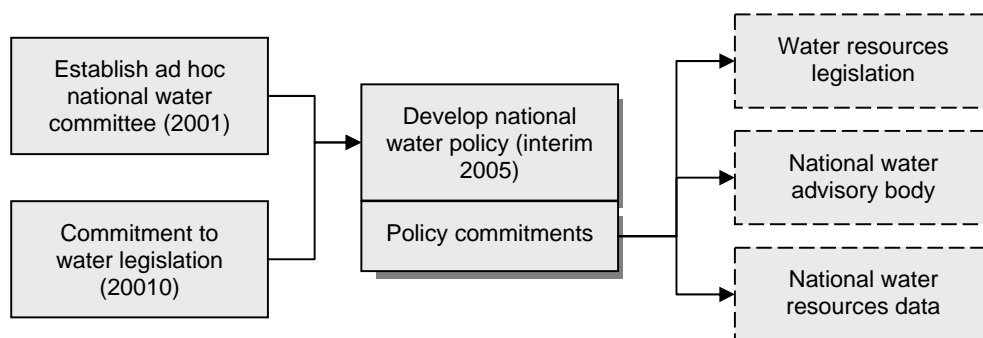 Establish ad hoc
national water
committee (2001)
Commitment to
water legislation
(20010)
Develop national
water policy (interim
2005)
Policy commitments
Water resources
legislation
National water
advisory body
National water
resources data